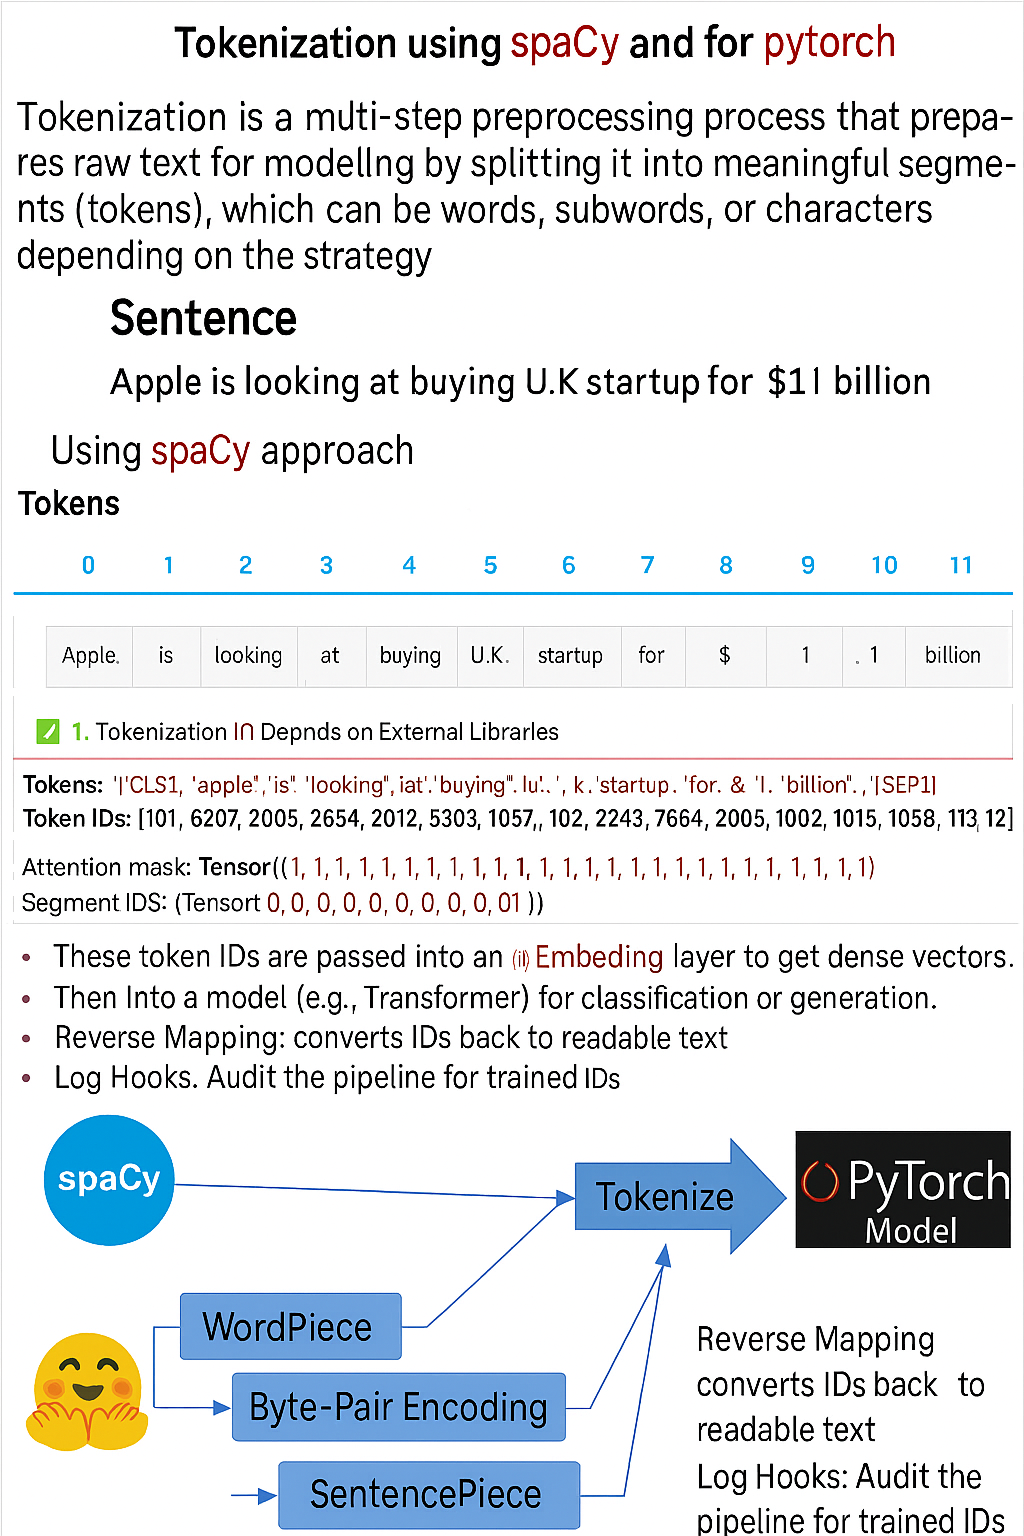 Tokenization using spaCy and for pytorch
Tokenization is a muti-step preprocessing process that prepa-
res raw text for modellng by splitting it into meaningful segme-
nts (tokens), which can be words, subwords, or characters
depending on the strategy
Sentence
Apple is looking at buying U.K startup for $1l billion
Using spaCy approach
Tokens
0 1 2 3 4 5 6 7 8 9 10 11
Apple. is looking at buying U.K. startup for $ 1 . 1 billion
1. Tokenization IN Depnds on External Libraries
Tokens: '|'CLS1, 'apple", 'is". 'looking", iat'.'buying". lu'..', k.'startup. 'for. & 'l. 'billion". ,'|SEP1|
Token IDs: [101, 6207, 2005, 2654, 2012, 5303, 1057,, 102, 2243, 7664, 2005, 1002, 1015, 1058, 113, 12]
Attention mask: Tensor((1, 1, 1, 1, 1, 1, 1, 1, 1, 1, 1, 1, 1, 1, 1, 1, 1, 1, 1, 1, 1, 1, 1, 1, 1)
Segment IDS: (Tensort 0, 0, 0, 0, 0, 0, 0, 0, 0, 01 ))
• These token IDs are passed into an Embeding layer to get dense vectors.
• Then Into a model (e.g., Transformer) for classification or generation.
• Reverse Mapping: converts IDs back to readable text
• Log Hooks. Audit the pipeline for trained IDs
spaCy
Tokenize
PyTorch
Model
WordPiece
Byte-Pair Encoding
SentencePiece
Reverse Mapping
converts IDs back to
readable text
Log Hooks: Audit the
pipeline for trained IDs